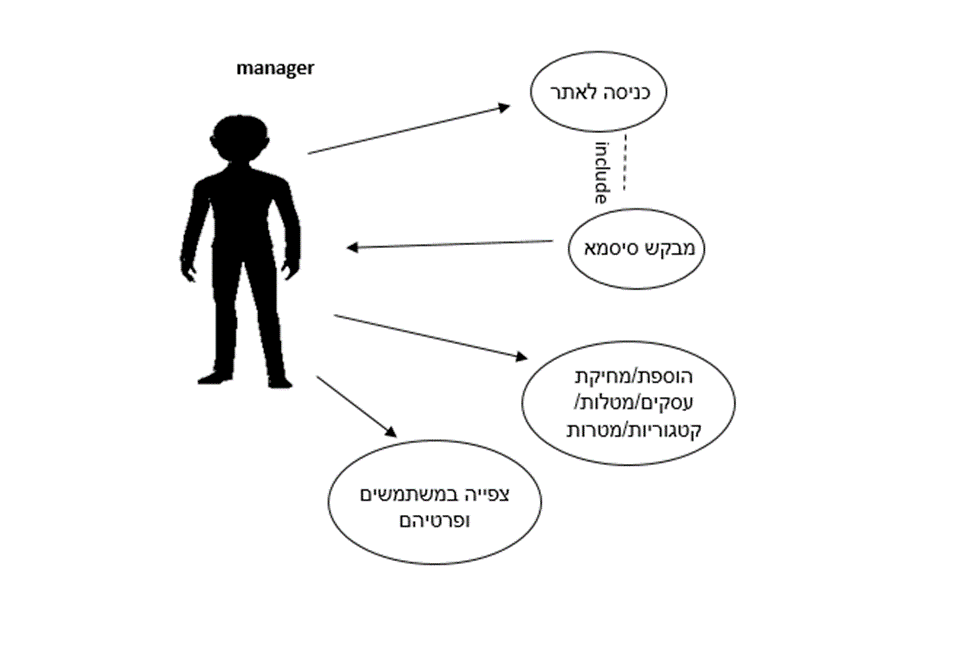 manager
כניסה לאתר
include
מבקש סיסמא
הוספת/מחיקת
עסקים/מטלות/
קטגוריות/מטרות
צפייה במשתמשים
ופרטיהם